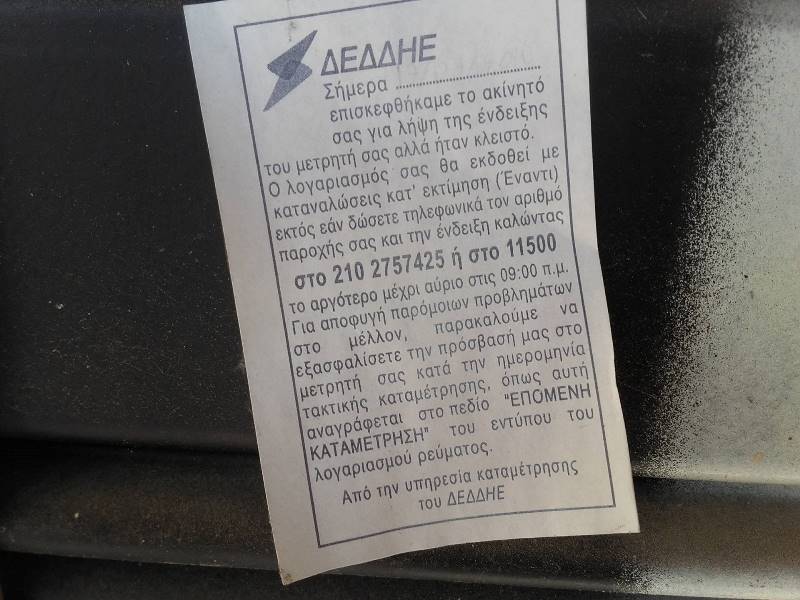 ΔΕΔΔΗΕ
Σήμερα ........................................
επισκεφθήκαμε το ακίνητό
σας για λήψη της ένδειξης
του μετρητή σας αλλά ήταν κλειστό.
Ο λογαριασμός σας θα εκδοθεί με
καταναλώσεις κατ' εκτίμηση (Έναντι)
εκτός εάν δώσετε τηλεφωνικά τον αριθμό
παροχής σας και την ένδειξη καλώντας
στο 210 2757425 ή στο 11500
το αργότερο μέχρι αύριο στις 09:00 π.μ.
Για αποφυγή παρόμοιων προβλημάτων
στο μέλλον, παρακαλούμε να
εξασφαλίσετε την πρόσβασή μας στο
μετρητή σας κατά την ημερομηνία
τακτικής καταμέτρησης, όπως αυτή
αναγράφεται στο πεδίο "ΕΠΟΜΕΝΗ
ΚΑΤΑΜΕΤΡΗΣΗ" του εντύπου του
λογαριασμού ρεύματος.
Από την υπηρεσία καταμέτρησης
του ΔΕΔΔΗΕ